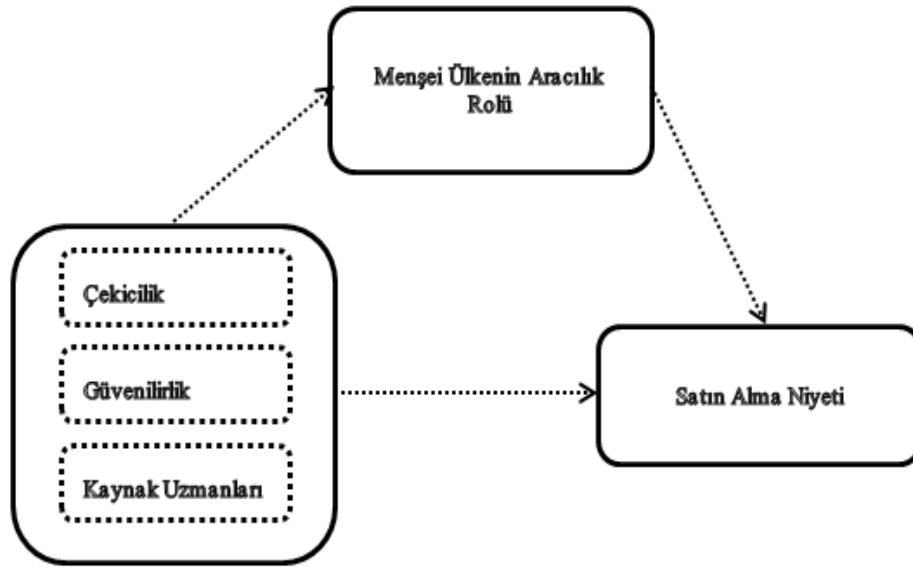 Menşei Ülkenin Aracılık
Rolü
Çekicilik
Güvenilirlik
Kaynak Uzmanları
Satın Alma Niyeti